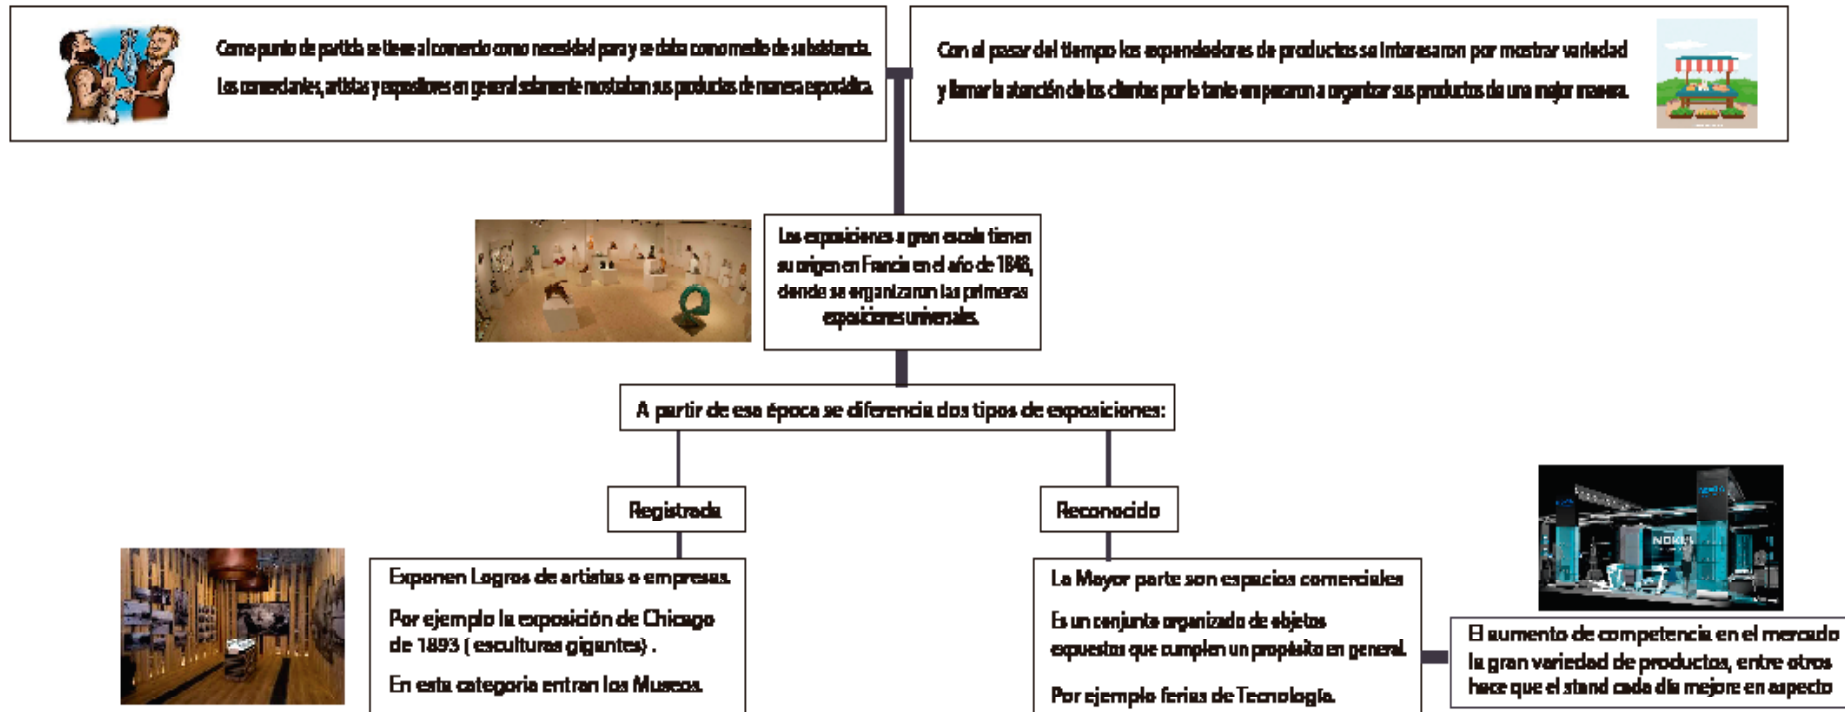 Como punto de partida se tiene al comercio como necesidad para y se daba como medio de subsistencia.
Los comerciantes, artistas y expositores en general solamente mostraban sus productos de manera esporádica.
Con el pasar del tiempo los expendedores de productos se interesaron por mostrar variedad
y llamar la atención de los clientes por lo tanto empezaron a organizar sus productos de una mejor manera.
Las exposiciones a gran escala tienen
su origen en Francia en el año de 1848,
donde se organizaron las primeras
exposiciones universales.
A partir de esa época se diferencia dos tipos de exposiciones:
Registrada
Exponen Logros de artistas o empresas.
Por ejemplo la exposición de Chicago
de 1893 ( esculturas gigantes) .
En esta categoria entran los Museos.
Reconocido
La Mayor parte son espacios comerciales
Es un conjunto organizado de objetos
expuestos que cumplen un propósito en general.
Por ejemplo ferias de Tecnología.
NOKIA
El aumento de competencia en el mercado
la gran variedad de productos, entre otros
hace que el stand cada día mejore en aspecto